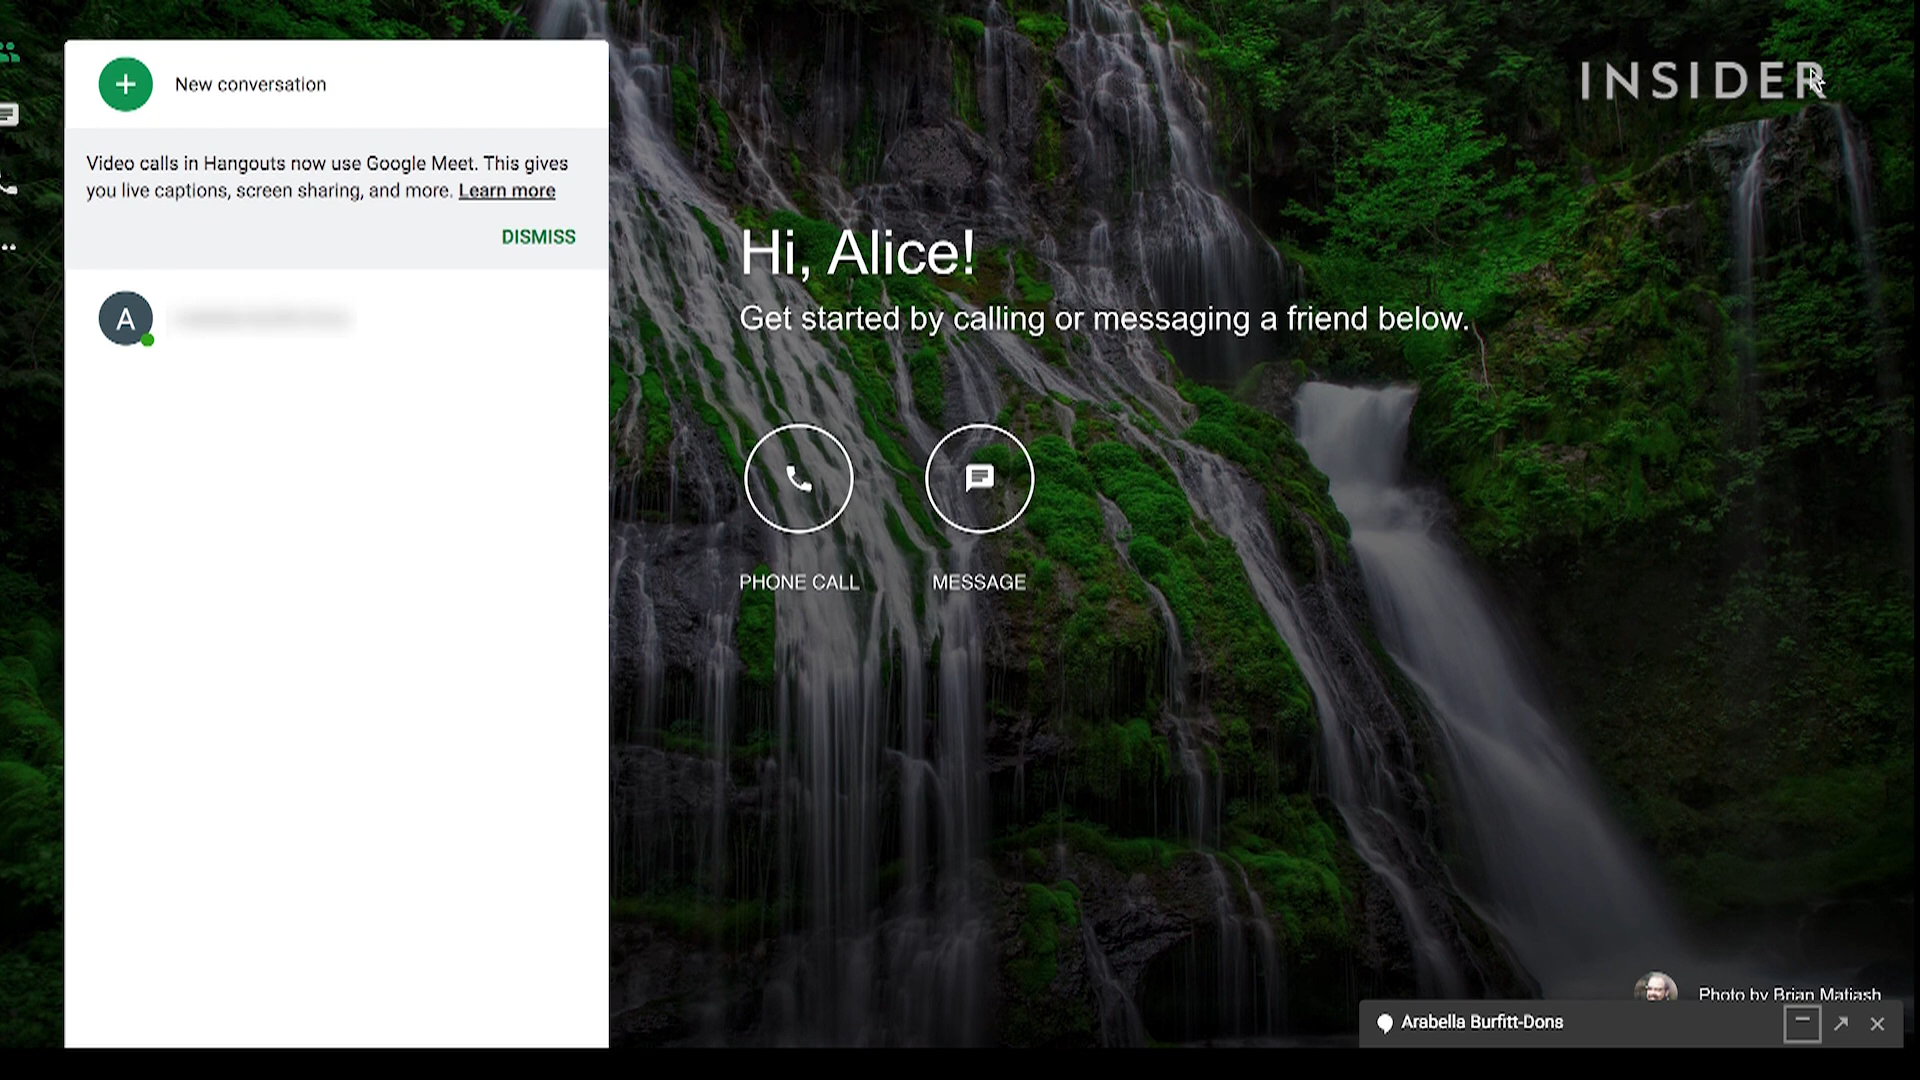 INSIDER
New conversation
Video calls in Hangouts now use Google Meet. This gives
you live captions, screen sharing, and more. Learn more
DISMISS
A
Hi, Alice!
Get started by calling or messaging a friend below.
PHONE CALL
MESSAGE
Photo by Brian Matiash
Arabella Burfitt-Dons